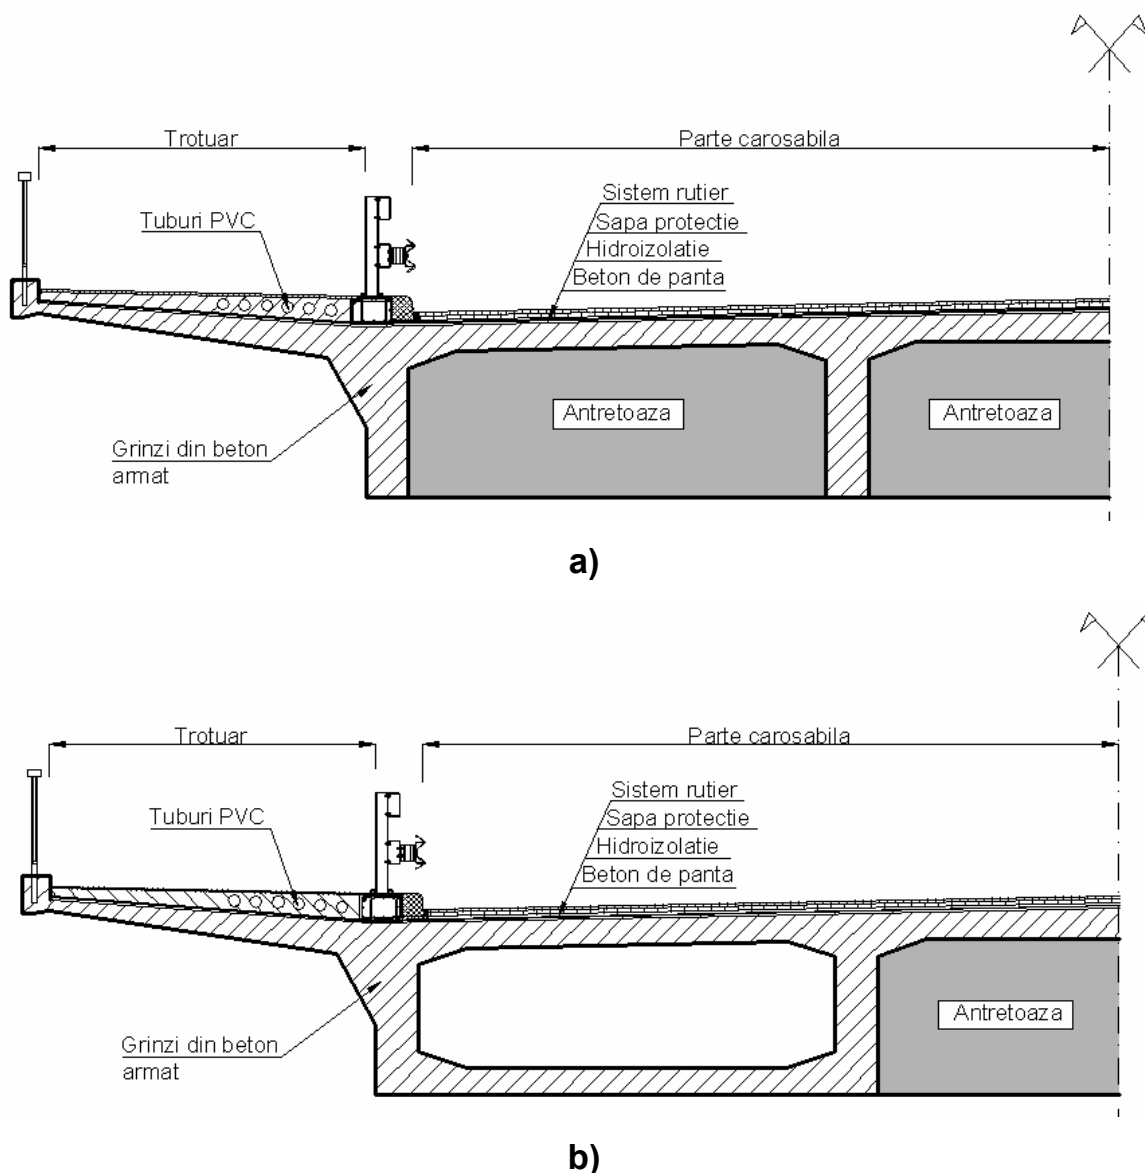 Trotuar
Parte carosabila
Sistem rutier
Tuburi PVC
Sapa protectie
Hidroizolatie
Beton de panta
Antretoaza
Antretoaza
Grinzi din beton
armat
a)
Trotuar
Parte carosabila
Sistem rutier
Tuburi PVC
Sapa protectie
Hidroizolatie
Beton de panta
Antretoaza
Grinzi din beton
armat
b)